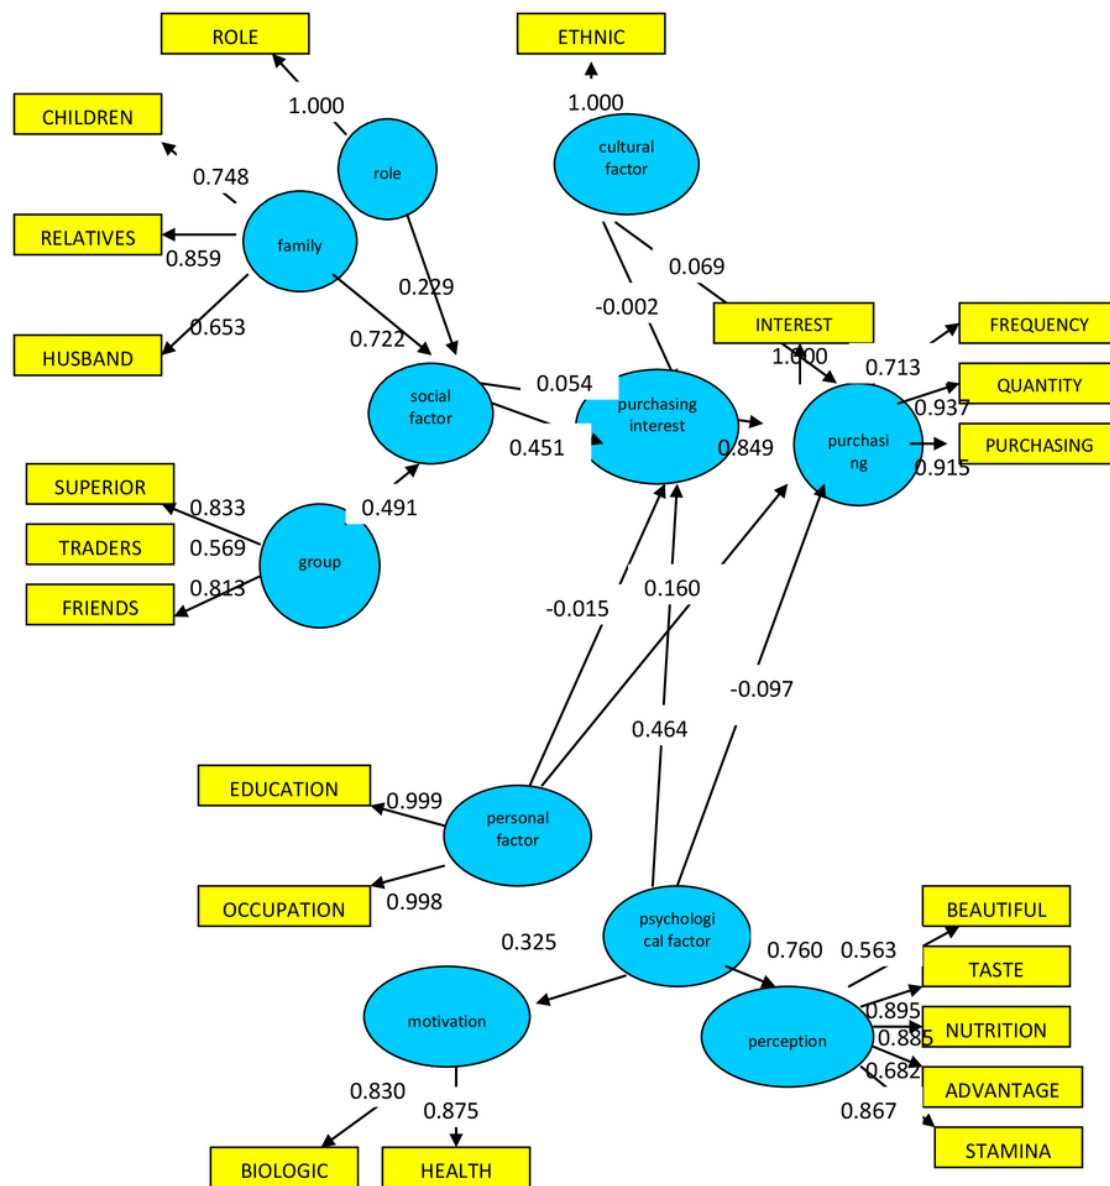 ROLE
ETHNIC
1.000
1.000
CHILDREN
cultural
factor
role
0.748
RELATIVES
family
0.859
0.069
0.229
-0.002
HUSBAND
0.653
0.722
INTEREST
FREQUENCY
1.000
0.713
social
factor
0.054
purchasing
interest
QUANTITY
0.937
0.451
0.849
purchasi
ng
PURCHASING
0.915
SUPERIOR
0.833
0.491
TRADERS
0.569
group
FRIENDS
0.813
-0.015
0.160
-0.097
0.464
EDUCATION
0.999
personal
factor
OCCUPATION
0.998
psychologi
cal factor
BEAUTIFUL
0.325
0.760
0.563
TASTE
0.895
motivation
perception
NUTRITION
0.885
0.682
ADVANTAGE
0.830
0.875
0.867
STAMINA
BIOLOGIC
HEALTH